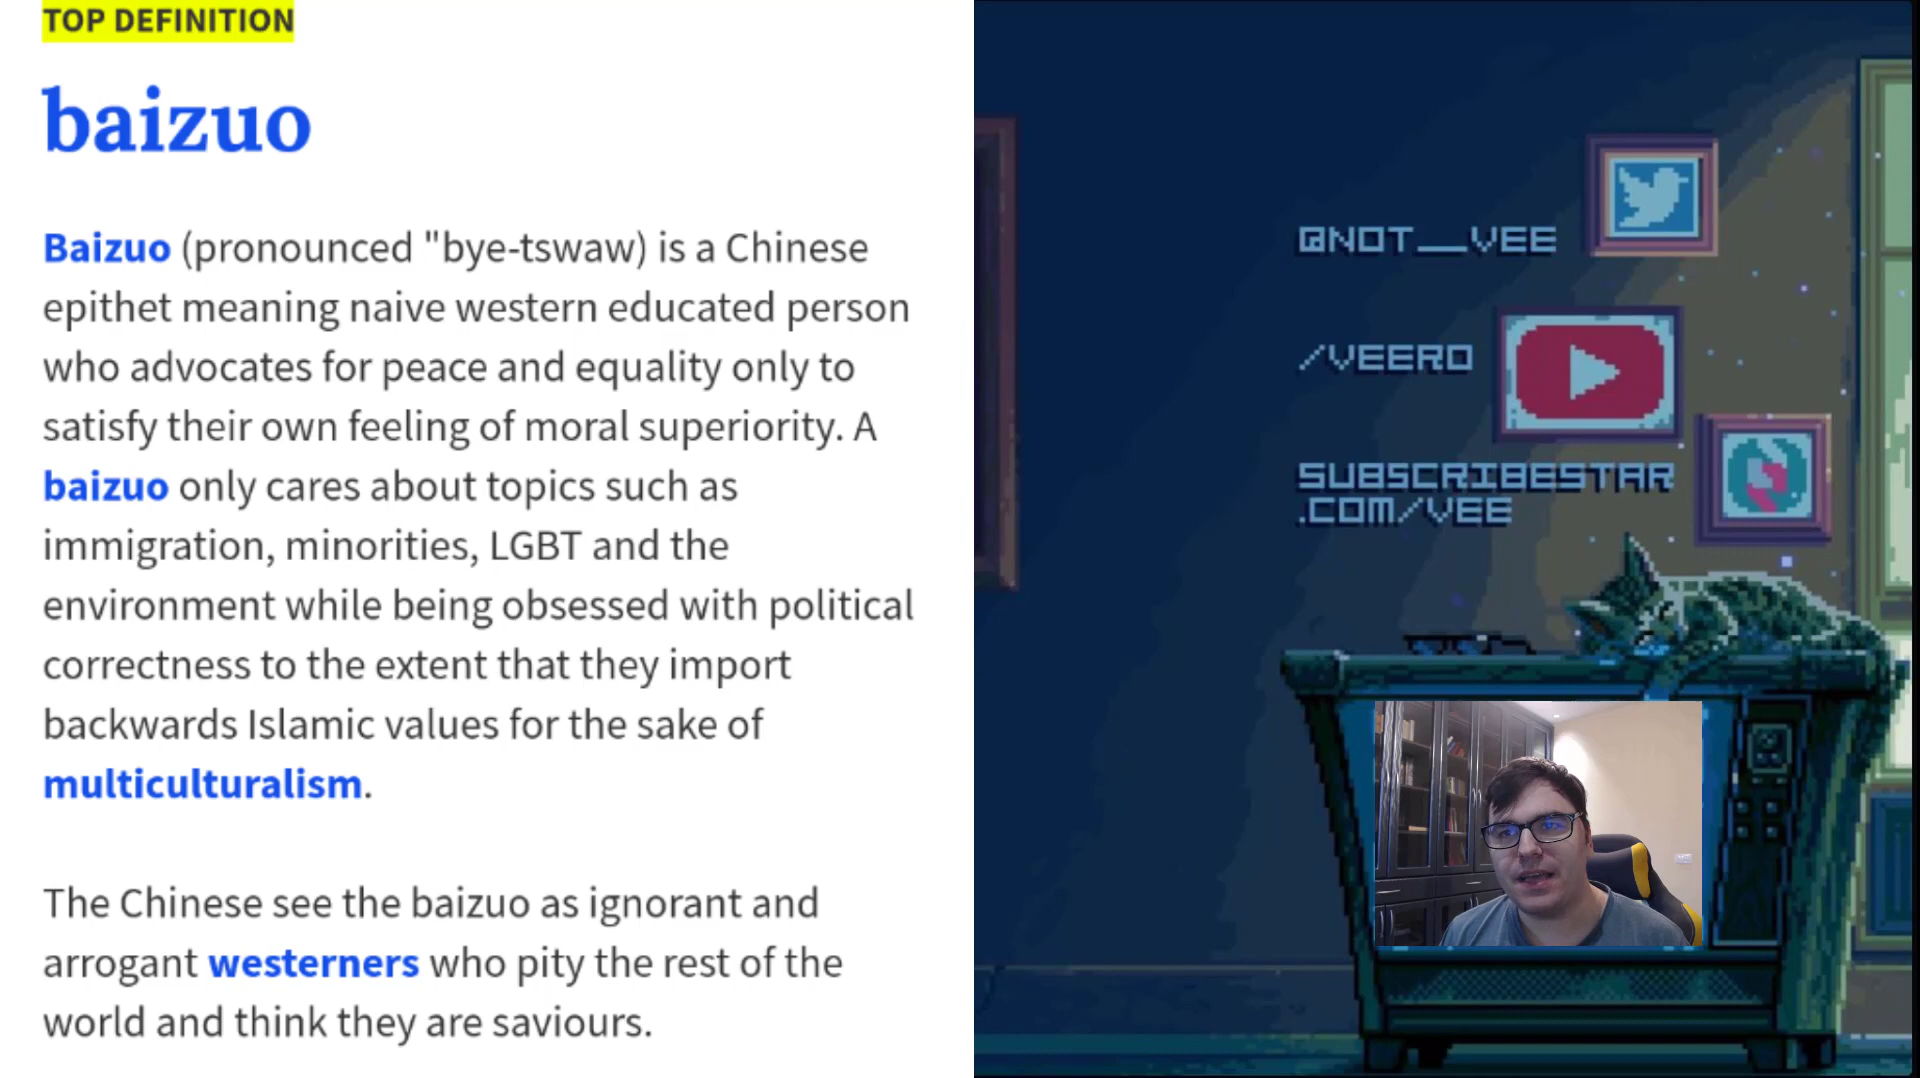 TOP DEFINITION
baizuo
Baizuo (pronounced "bye-tswaw) is a Chinese
epithet meaning naive western educated person
who advocates for peace and equality only to
satisfy their own feeling of moral superiority. A
baizuo only cares about topics such as
immigration, minorities, LGBT and the
environment while being obsessed with political
correctness to the extent that they import
backwards Islamic values for the sake of
multiculturalism.
The Chinese see the baizuo as ignorant and
arrogant westerners who pity the rest of the
world and think they are saviours.
@NOT__VEE
/VEERO
SUBSCRIBESTAR
.COM/VEE